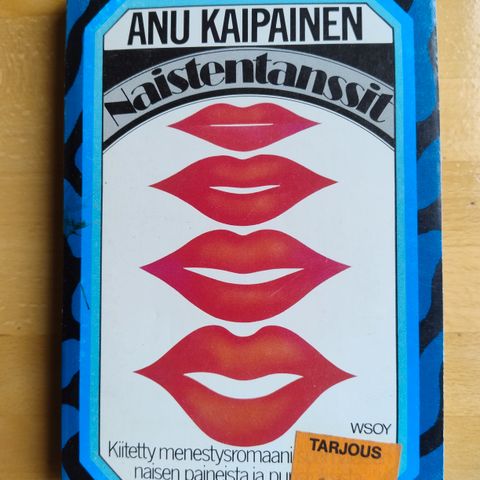 ANU KAIPAINEN
Naistentanssit
WSOY
Kiitetty menestysromaani
TARJOUS
naisen paineista ja